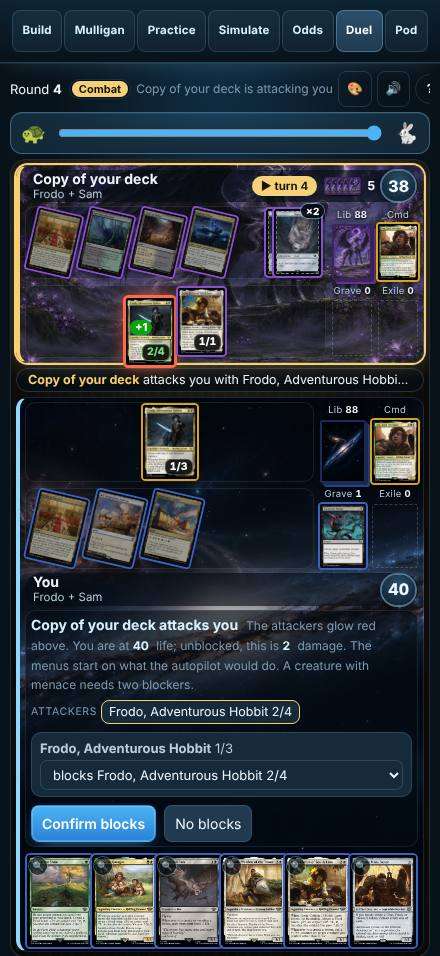 Build Mulligan Practice Simulate Odds Duel Pod
Round 4 Combat Copy of your deck is attacking you
Copy of your deck
Frodo + Sam
▶ turn 4 5 38
×2
Lib 88 Cmd
Grave 0 Exile 0
+1
2/4
1/1
Copy of your deck attacks you with Frodo, Adventurous Hobbi...
Lib 88 Cmd
1/3
Grave 1 Exile 0
You
Frodo + Sam
40
Copy of your deck attacks you The attackers glow red
above. You are at 40 life; unblocked, this is 2 damage. The
menus start on what the autopilot would do. A creature with
menace needs two blockers.
ATTACKERS Frodo, Adventurous Hobbit 2/4
Frodo, Adventurous Hobbit 1/3
blocks Frodo, Adventurous Hobbit 2/4
Confirm blocks No blocks